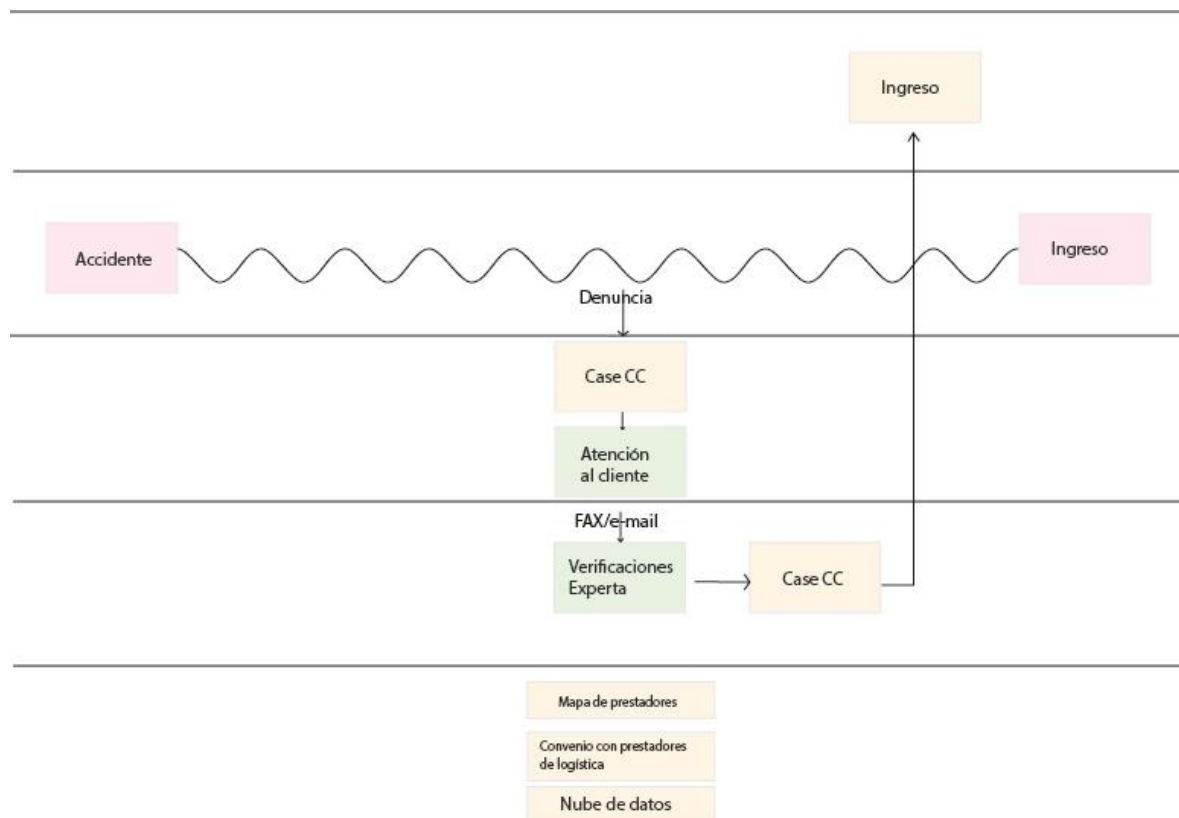 Ingreso
Accidente
Ingreso
Denuncia
Case CC
Atención
al cliente
FAX/e-mail
Verificaciones
Experta
Case CC
Mapa de prestadores
Convenio con prestadores
de logística
Nube de datos